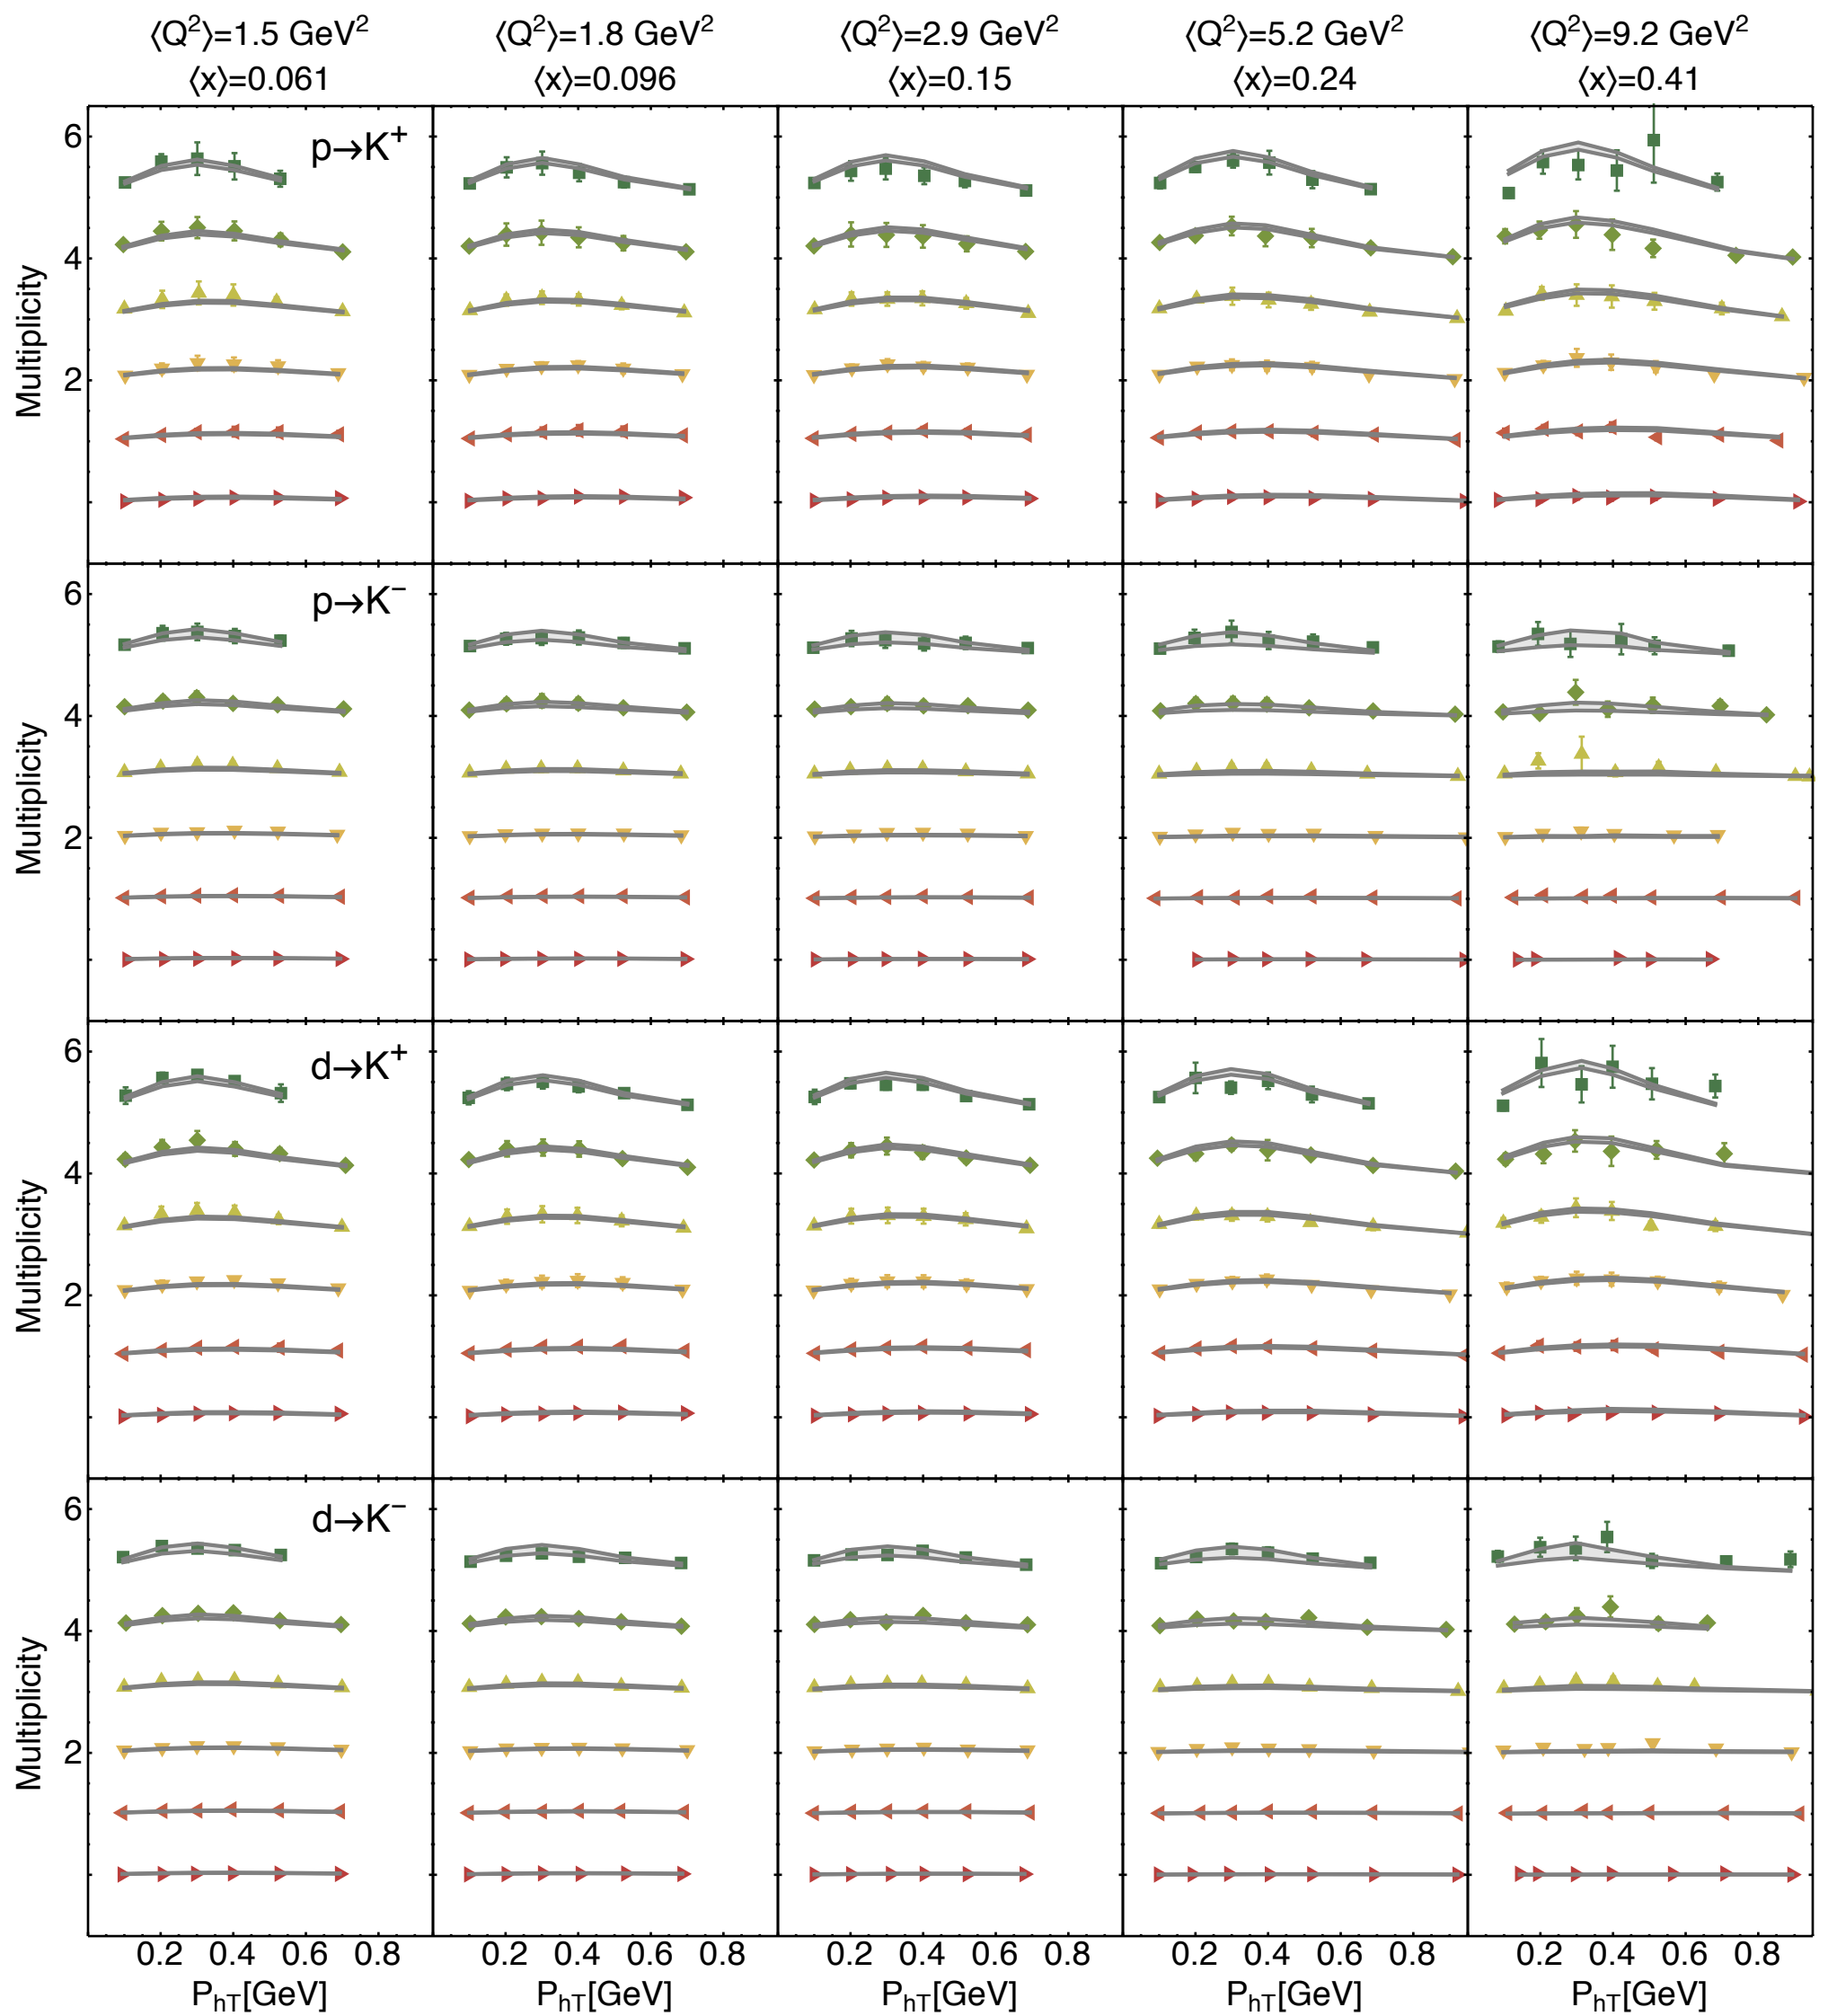 ⟨Q²⟩=1.5 GeV² ⟨Q²⟩=1.8 GeV² ⟨Q²⟩=2.9 GeV² ⟨Q²⟩=5.2 GeV² ⟨Q²⟩=9.2 GeV²
⟨x⟩=0.061 ⟨x⟩=0.096 ⟨x⟩=0.15 ⟨x⟩=0.24 ⟨x⟩=0.41
Multiplicity
6
4
2
p→K⁺
Multiplicity
6
4
2
p→K⁻
Multiplicity
6
4
2
d→K⁺
Multiplicity
6
4
2
d→K⁻
0.2 0.4 0.6 0.8 0.2 0.4 0.6 0.8 0.2 0.4 0.6 0.8 0.2 0.4 0.6 0.8 0.2 0.4 0.6 0.8
P_hT[GeV] P_hT[GeV] P_hT[GeV] P_hT[GeV] P_hT[GeV]